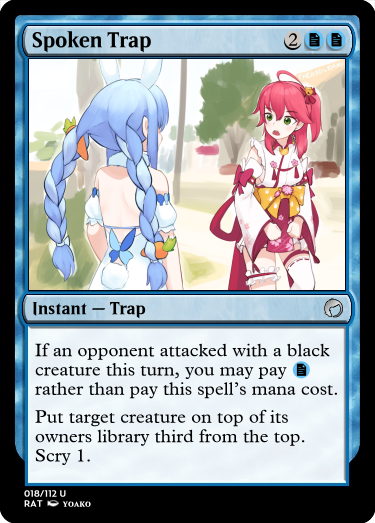 Spoken Trap 2
Instant — Trap
If an opponent attacked with a black
creature this turn, you may pay
rather than pay this spell's mana cost.
Put target creature on top of its
owners library third from the top.
Scry 1.
018/112 U
RAT YOAKO